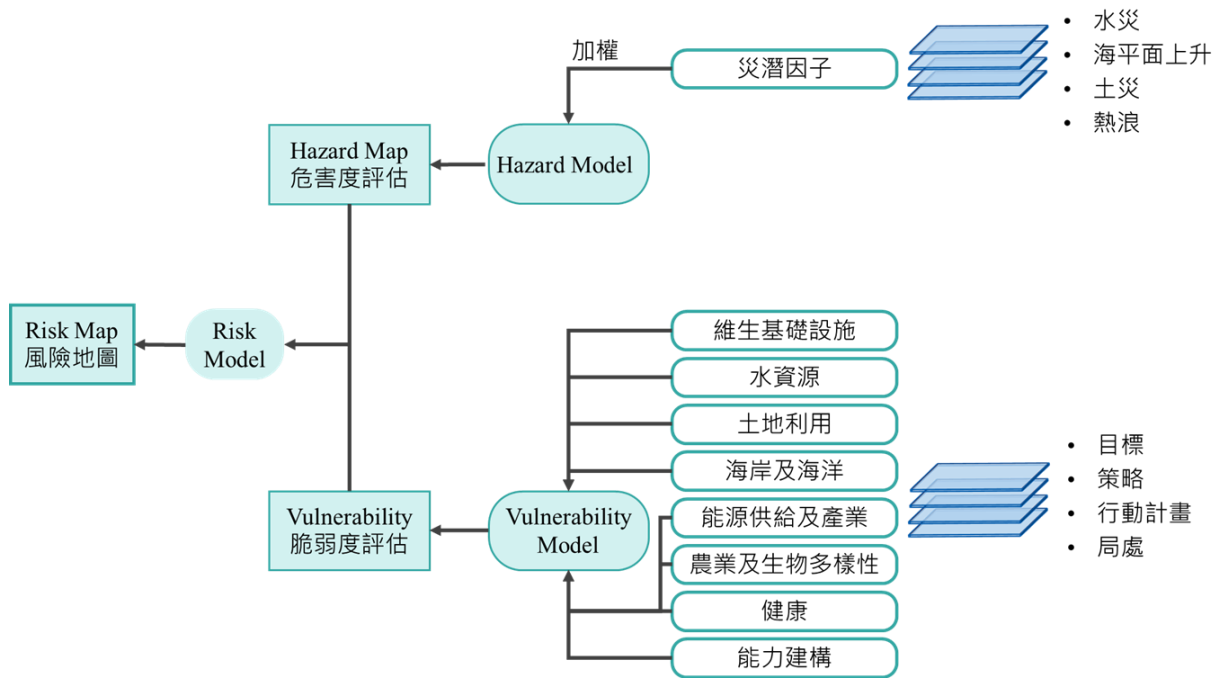 加權
災潛因子
• 水災
• 海平面上升
• 土災
• 熱浪
Hazard Map
危害度評估
Hazard Model
Risk Map
風險地圖
Risk
Model
維生基礎設施
水資源
土地利用
海岸及海洋
能源供給及產業
農業及生物多樣性
健康
能力建構
Vulnerability
脆弱度評估
Vulnerability
Model
• 目標
• 策略
• 行動計畫
• 局處